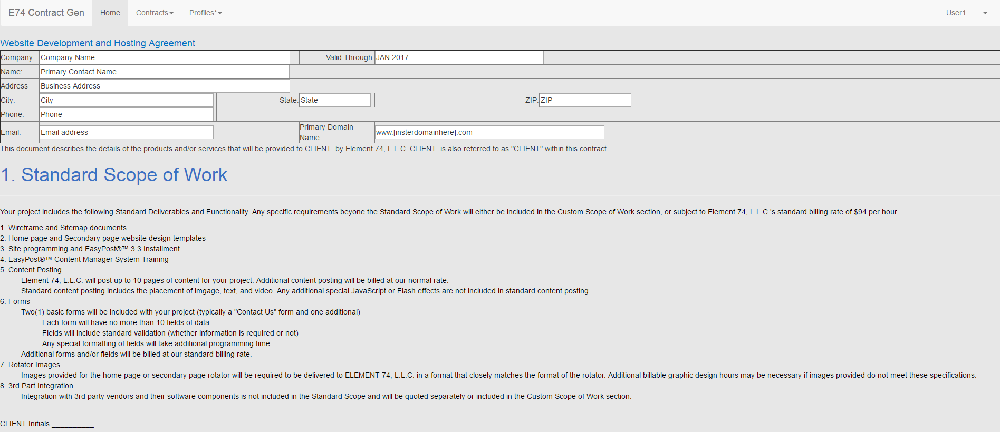 E74 Contract Gen Home Contracts Profiles* User1
Website Development and Hosting Agreement
Company: Company Name Valid Through: JAN 2017
Name: Primary Contact Name
Address Business Address
City: City State: State ZIP: ZIP
Phone: Phone
Email: Email address Primary Domain Name: www.[insterdomainhere].com
This document describes the details of the products and/or services that will be provided to CLIENT  by Element 74, L.L.C. CLIENT  is also referred to as "CLIENT" within this contract.
1. Standard Scope of Work
Your project includes the following Standard Deliverables and Functionality. Any specific requirements beyone the Standard Scope of Work will either be included in the Custom Scope of Work section, or subject to Element 74, L.L.C.'s standard billing rate of $94 per hour.
1. Wireframe and Sitemap documents
2. Home page and Secondary page website design templates
3. Site programming and EasyPost®™ 3.3 Installment
4. EasyPost®™ Content Manager System Training
5. Content Posting
Element 74, L.L.C. will post up to 10 pages of content for your project. Additional content posting will be billed at our normal rate.
Standard content posting includes the placement of imgage, text, and video. Any additional special JavaScript or Flash effects are not included in standard content posting.
6. Forms
Two(1) basic forms will be included with your project (typically a "Contact Us" form and one additional)
Each form will have no more than 10 fields of data
Fields will include standard validation (whether information is required or not)
Any special formatting of fields will take additional programming time.
Additional forms and/or fields will be billed at our standard billing rate.
7. Rotator Images
Images provided for the home page or secondary page rotator will be required to be delivered to ELEMENT 74, L.L.C. in a format that closely matches the format of the rotator. Additional billable graphic design hours may be necessary if images provided do not meet these specifications.
8. 3rd Part Integration
Integration with 3rd party vendors and their software components is not included in the Standard Scope and will be quoted separately or included in the Custom Scope of Work section.
CLIENT Initials __________